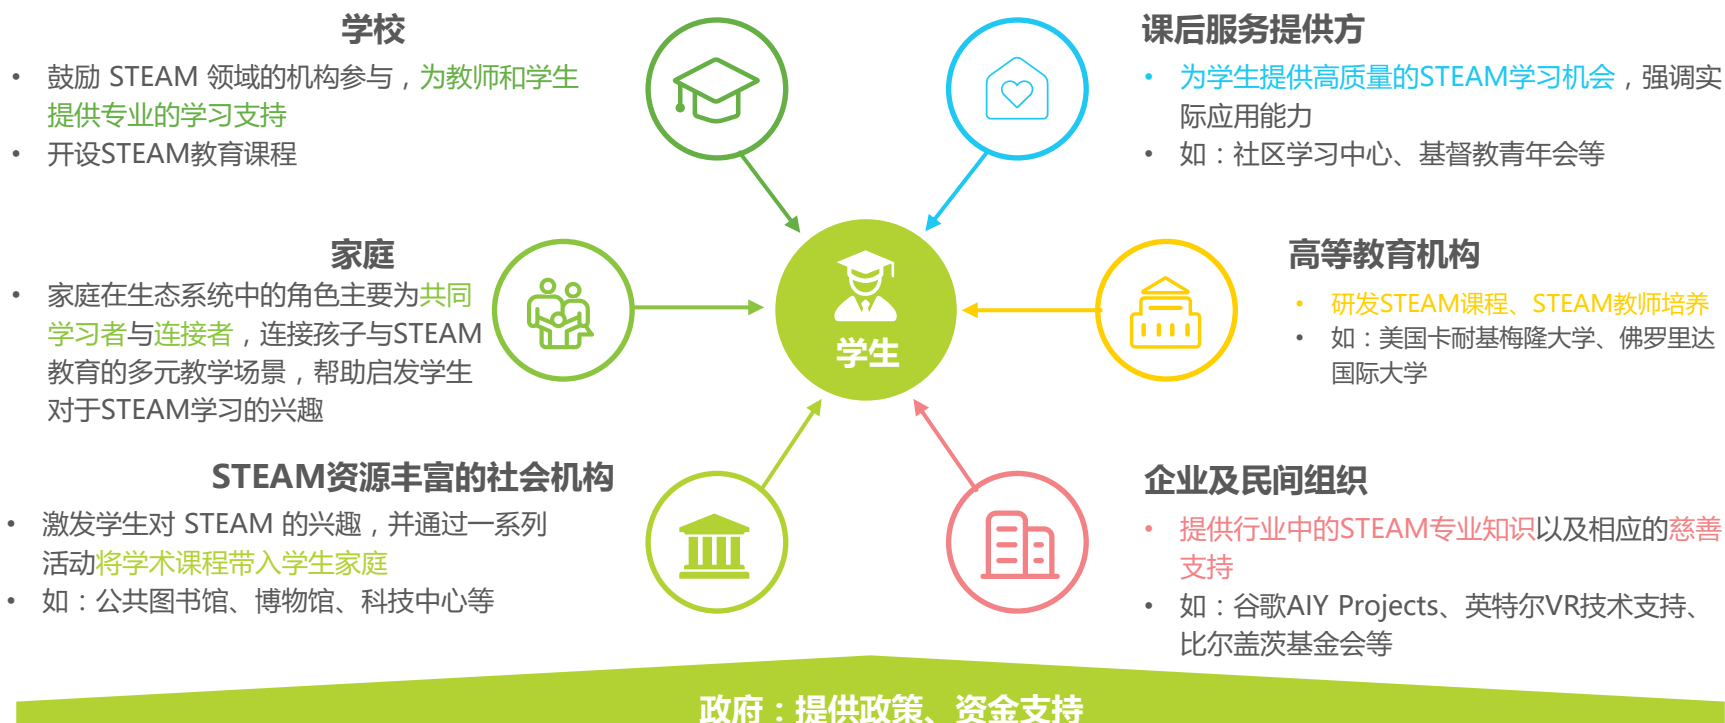 学校
• 鼓励 STEAM 领域的机构参与，为教师和学生
提供专业的学习支持
• 开设STEAM教育课程
课后服务提供方
• 为学生提供高质量的STEAM学习机会，强调实
际应用能力
• 如：社区学习中心、基督教青年会等
家庭
• 家庭在生态系统中的角色主要为共同
学习者与连接者，连接孩子与STEAM
教育的多元教学场景，帮助启发学生
对于STEAM学习的兴趣
学生
高等教育机构
• 研发STEAM课程、STEAM教师培养
• 如：美国卡耐基梅隆大学、佛罗里达
国际大学
STEAM资源丰富的社会机构
• 激发学生对 STEAM 的兴趣，并通过一系列
活动将学术课程带入学生家庭
• 如：公共图书馆、博物馆、科技中心等
企业及民间组织
• 提供行业中的STEAM专业知识以及相应的慈善
支持
• 如：谷歌AIY Projects、英特尔VR技术支持、
比尔盖茨基金会等
政府：提供政策、资金支持